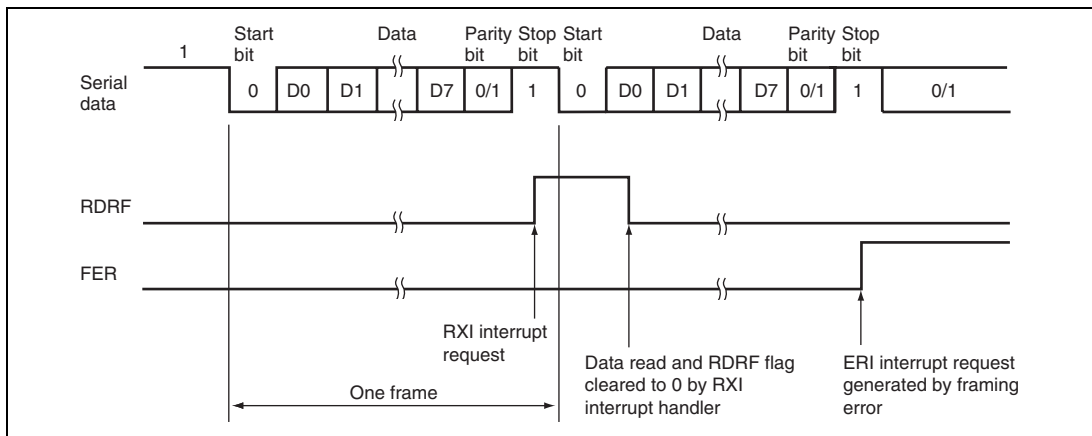 Start bit
Data
Parity bit
Stop bit
Start bit
Data
Parity bit
Stop bit
1
Serial data
0
D0
D1
D7
0/1
1
0
D0
D1
D7
0/1
1
0/1
RDRF
FER
RXI interrupt
request
Data read and RDRF flag
cleared to 0 by RXI
interrupt handler
ERI interrupt request
generated by framing
error
One frame